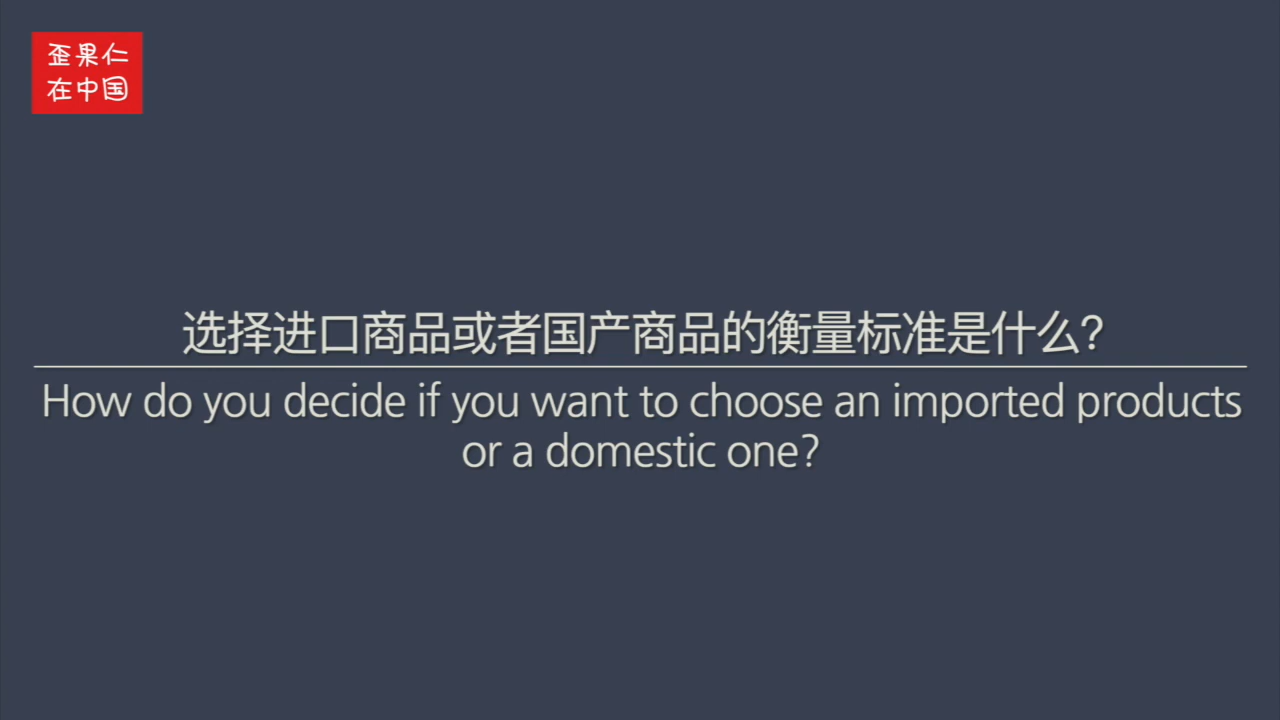 歪果仁
在中国
选择进口商品或者国产商品的衡量标准是什么?
How do you decide if you want to choose an imported products
or a domestic one?